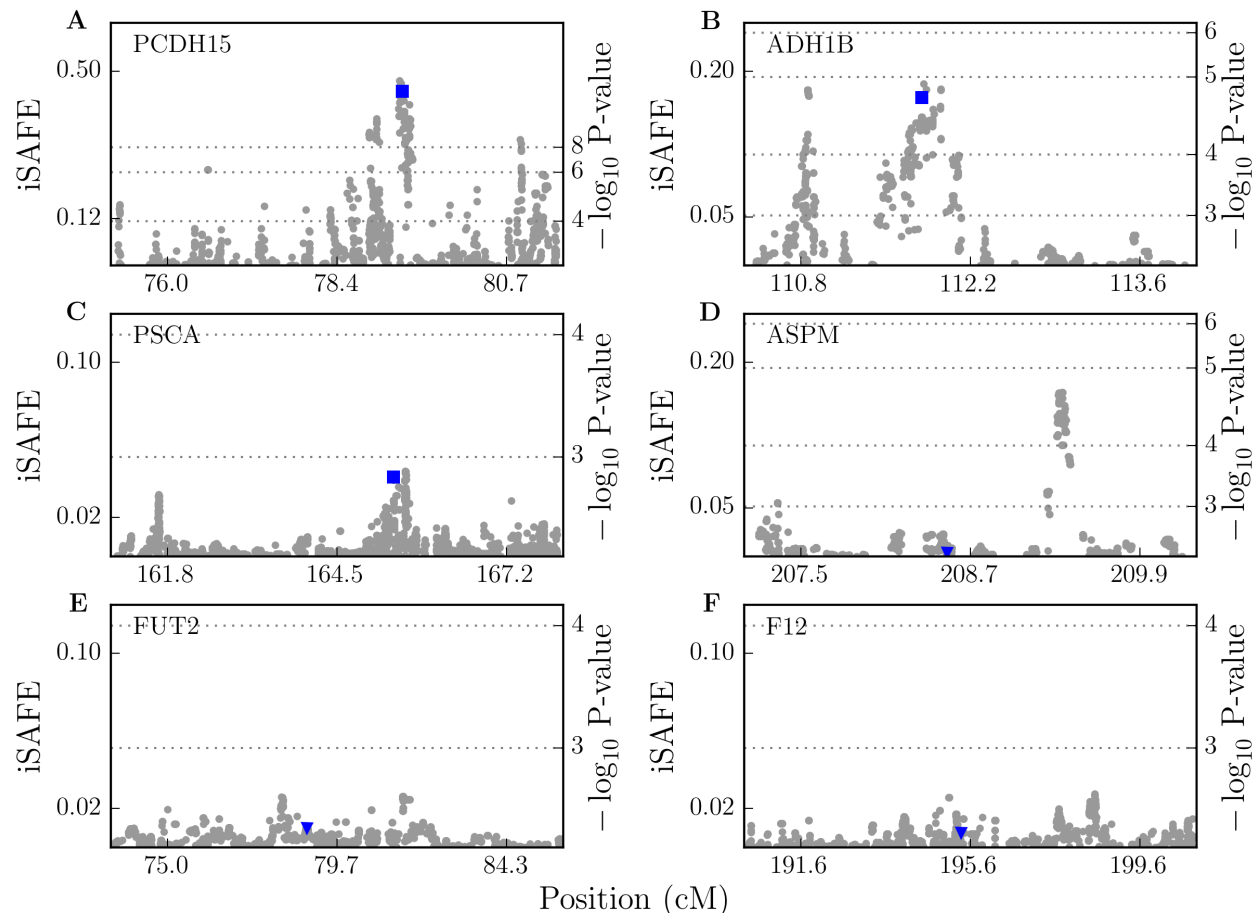 A
PCDH15
0.50
0.12
iSAFE
8
6
4
− log10 P-value
76.0 78.4 80.7
B
ADH1B
0.20
0.05
iSAFE
6
5
4
3
− log10 P-value
110.8 112.2 113.6
C
PSCA
0.10
0.02
iSAFE
4
3
− log10 P-value
161.8 164.5 167.2
D
ASPM
0.20
0.05
iSAFE
6
5
4
3
− log10 P-value
207.5 208.7 209.9
E
FUT2
0.10
0.02
iSAFE
4
3
− log10 P-value
75.0 79.7 84.3
F
F12
0.10
0.02
iSAFE
4
3
− log10 P-value
191.6 195.6 199.6
Position (cM)